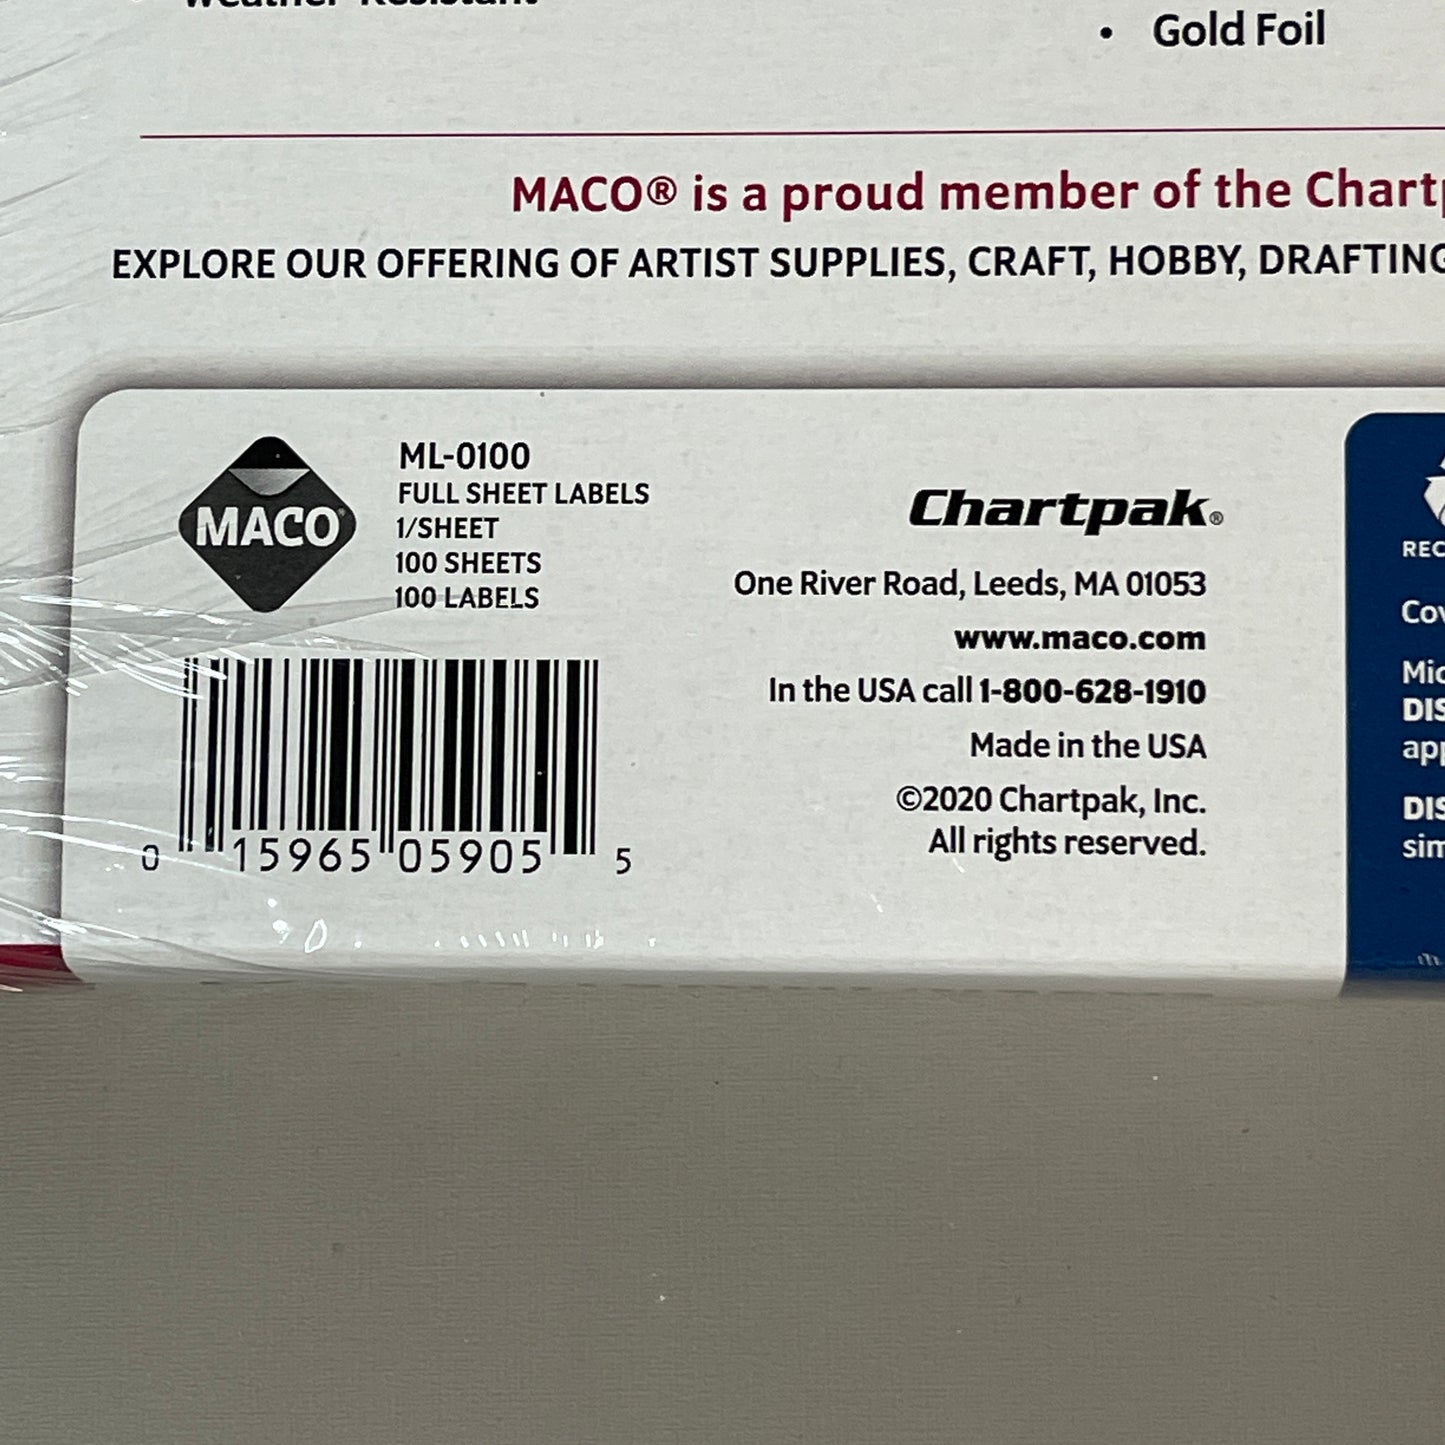 • Gold Foil
MACO® is a proud member of the
EXPLORE OUR OFFERING OF ARTIST SUPPLIES, CRAFT, HOBBY, DRAFTING
MACO®
ML-0100
FULL SHEET LABELS
1/SHEET
100 SHEETS
100 LABELS
0 15965 05905 5
Chartpak®
One River Road, Leeds, MA 01053
www.maco.com
In the USA call 1-800-628-1910
Made in the USA
©2020 Chartpak, Inc.
All rights reserved.